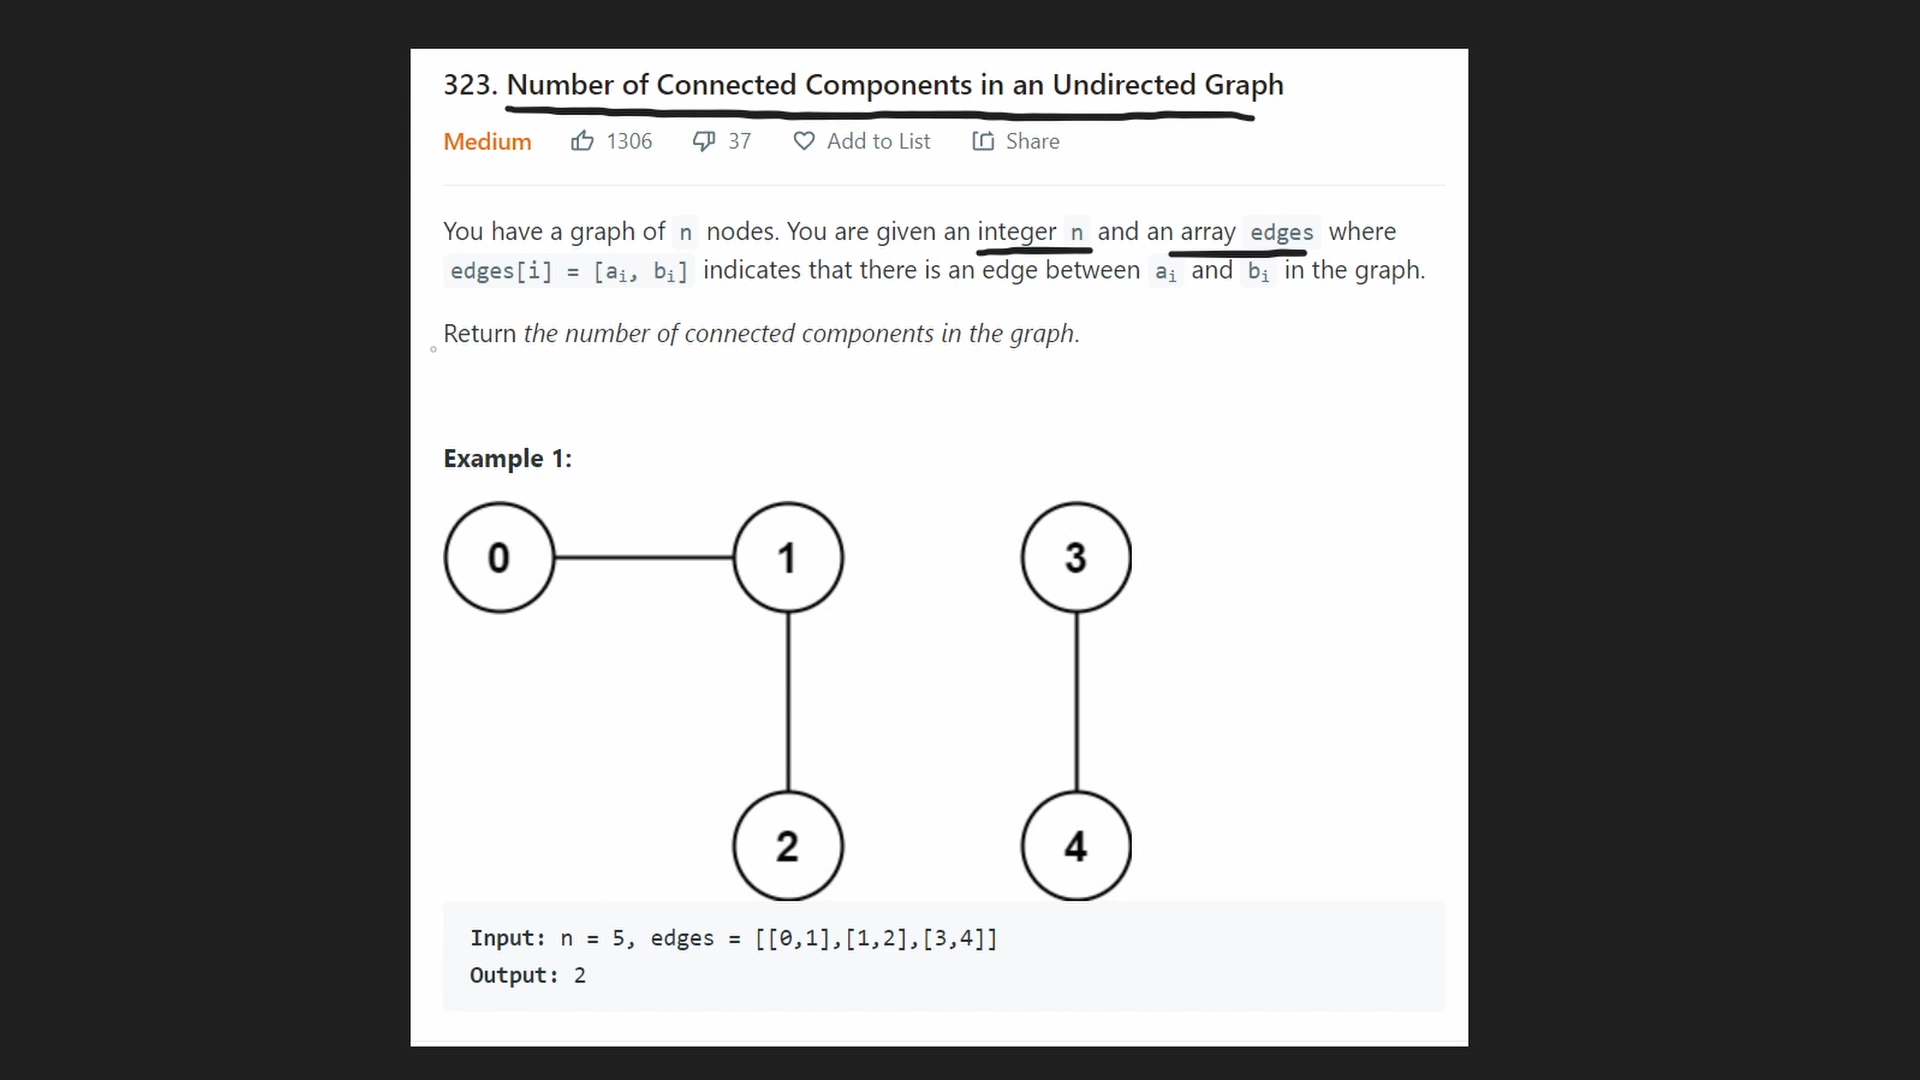 323. Number of Connected Components in an Undirected Graph
Medium 1306 37 Add to List Share
You have a graph of n nodes. You are given an integer n and an array edges where
edges[i] = [aᵢ, bᵢ] indicates that there is an edge between aᵢ and bᵢ in the graph.
Return the number of connected components in the graph.
Example 1:
0 1 3
2 4
Input: n = 5, edges = [[0,1],[1,2],[3,4]]
Output: 2